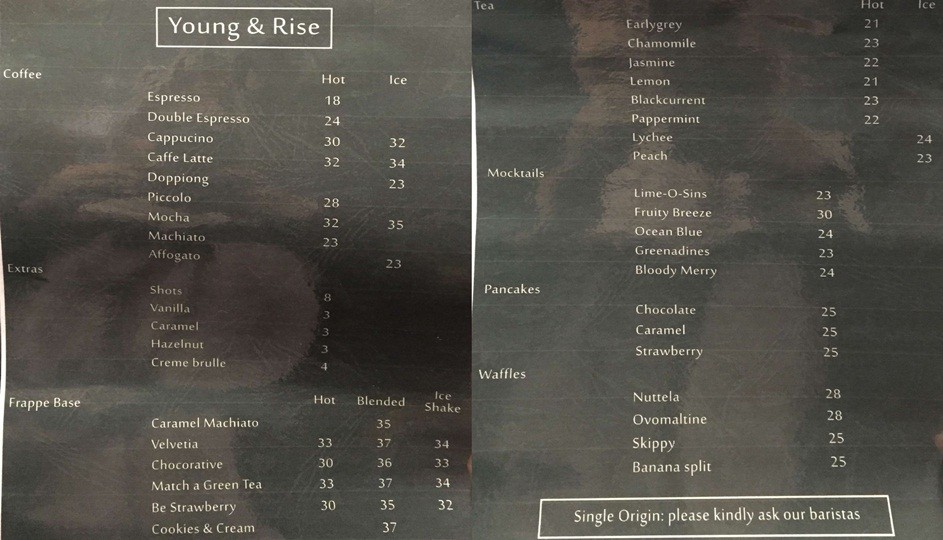 Young & Rise
Coffee
Hot Ice
Espresso 18
Double Espresso 24
Cappucino 30 32
Caffe Latte 32 34
Doppiong 23
Piccolo 28
Mocha 32 35
Machiato 23
Affogato 23
Extras
Shots 8
Vanilla 3
Caramel 3
Hazelnut 3
Creme brulle 4
Frappe Base Hot Blended Ice Shake
Caramel Machiato 35
Velvetia 33 37 34
Chocorative 30 36 33
Match a Green Tea 33 37 34
Be Strawberry 30 35 32
Cookies & Cream 37
Tea Hot Ice
Earlygrey 21
Chamomile 23
Jasmine 22
Lemon 21
Blackcurrent 23
Pappermint 22
Lychee 24
Peach 23
Mocktails
Lime-O-Sins 23
Fruity Breeze 30
Ocean Blue 24
Greenadines 23
Bloody Merry 24
Pancakes
Chocolate 25
Caramel 25
Strawberry 25
Waffles
Nuttela 28
Ovomaltine 28
Skippy 25
Banana split 25
Single Origin: please kindly ask our baristas